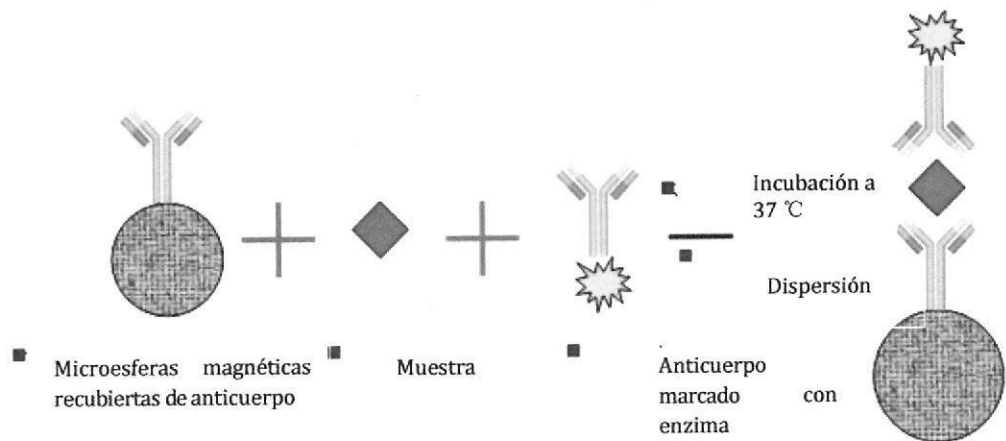 Incubación a
37 ℃
Dispersión
Microesferas magnéticas
recubiertas de anticuerpo
Muestra
Anticuerpo
marcado con
enzima